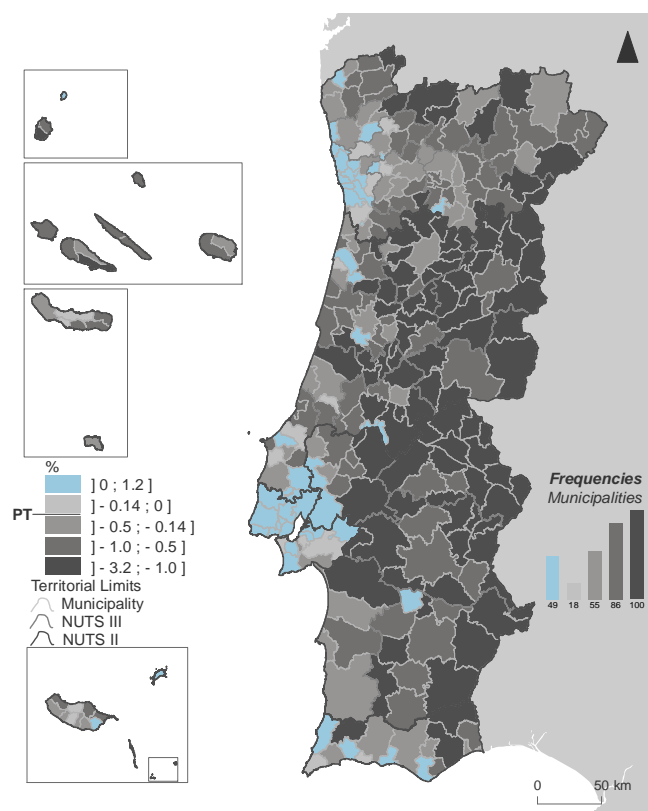 %
] 0 ; 1.2 ]
] - 0.14 ; 0 ]
PT
] - 0.5 ; - 0.14 ]
] - 1.0 ; - 0.5 ]
] - 3.2 ; - 1.0 ]
Territorial Limits
Municipality
NUTS III
NUTS II
Frequencies
Municipalities
49 18 55 86 100
0 50 km